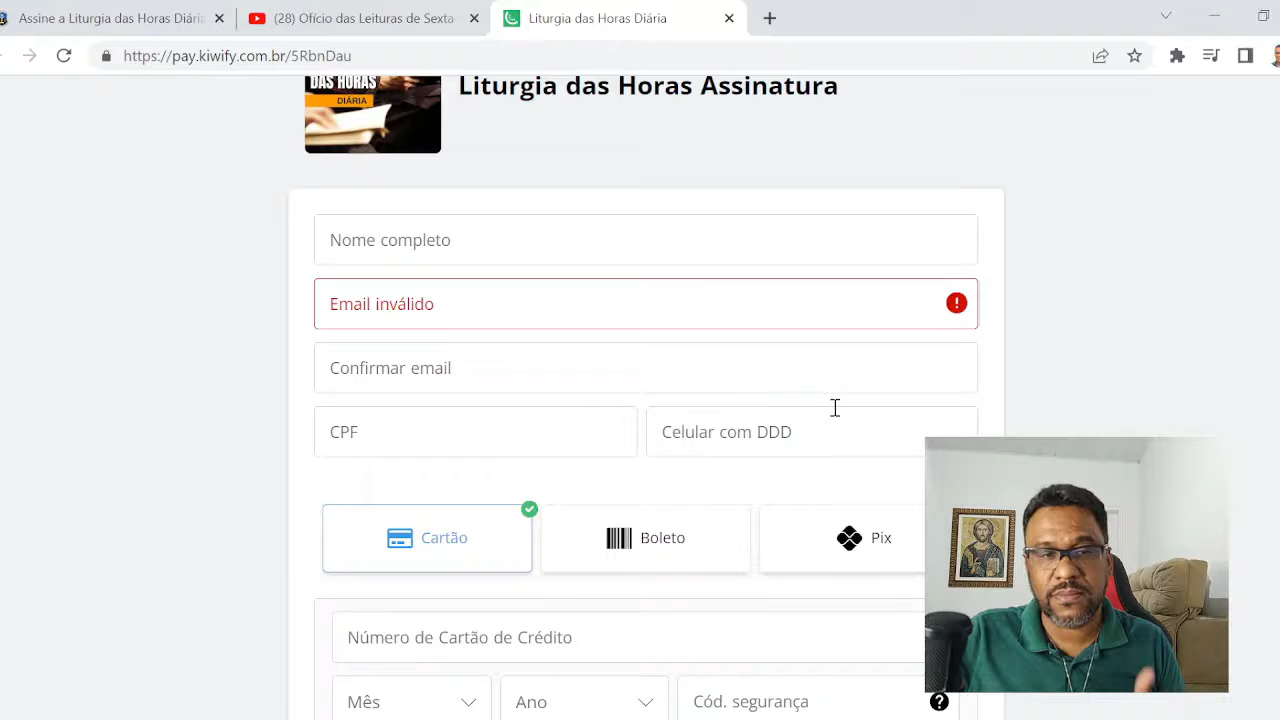 Assine a Liturgia das Horas Diária
(28) Ofício das Leituras de Sexta-
Liturgia das Horas Diária
https://pay.kiwify.com.br/5RbnDau
DAS HORAS
DIÁRIA
Liturgia das Horas Assinatura
Nome completo
Email inválido
!
Confirmar email
CPF
Celular com DDD
Cartão
Boleto
Pix
Número de Cartão de Crédito
Mês
Ano
Cód. segurança
?